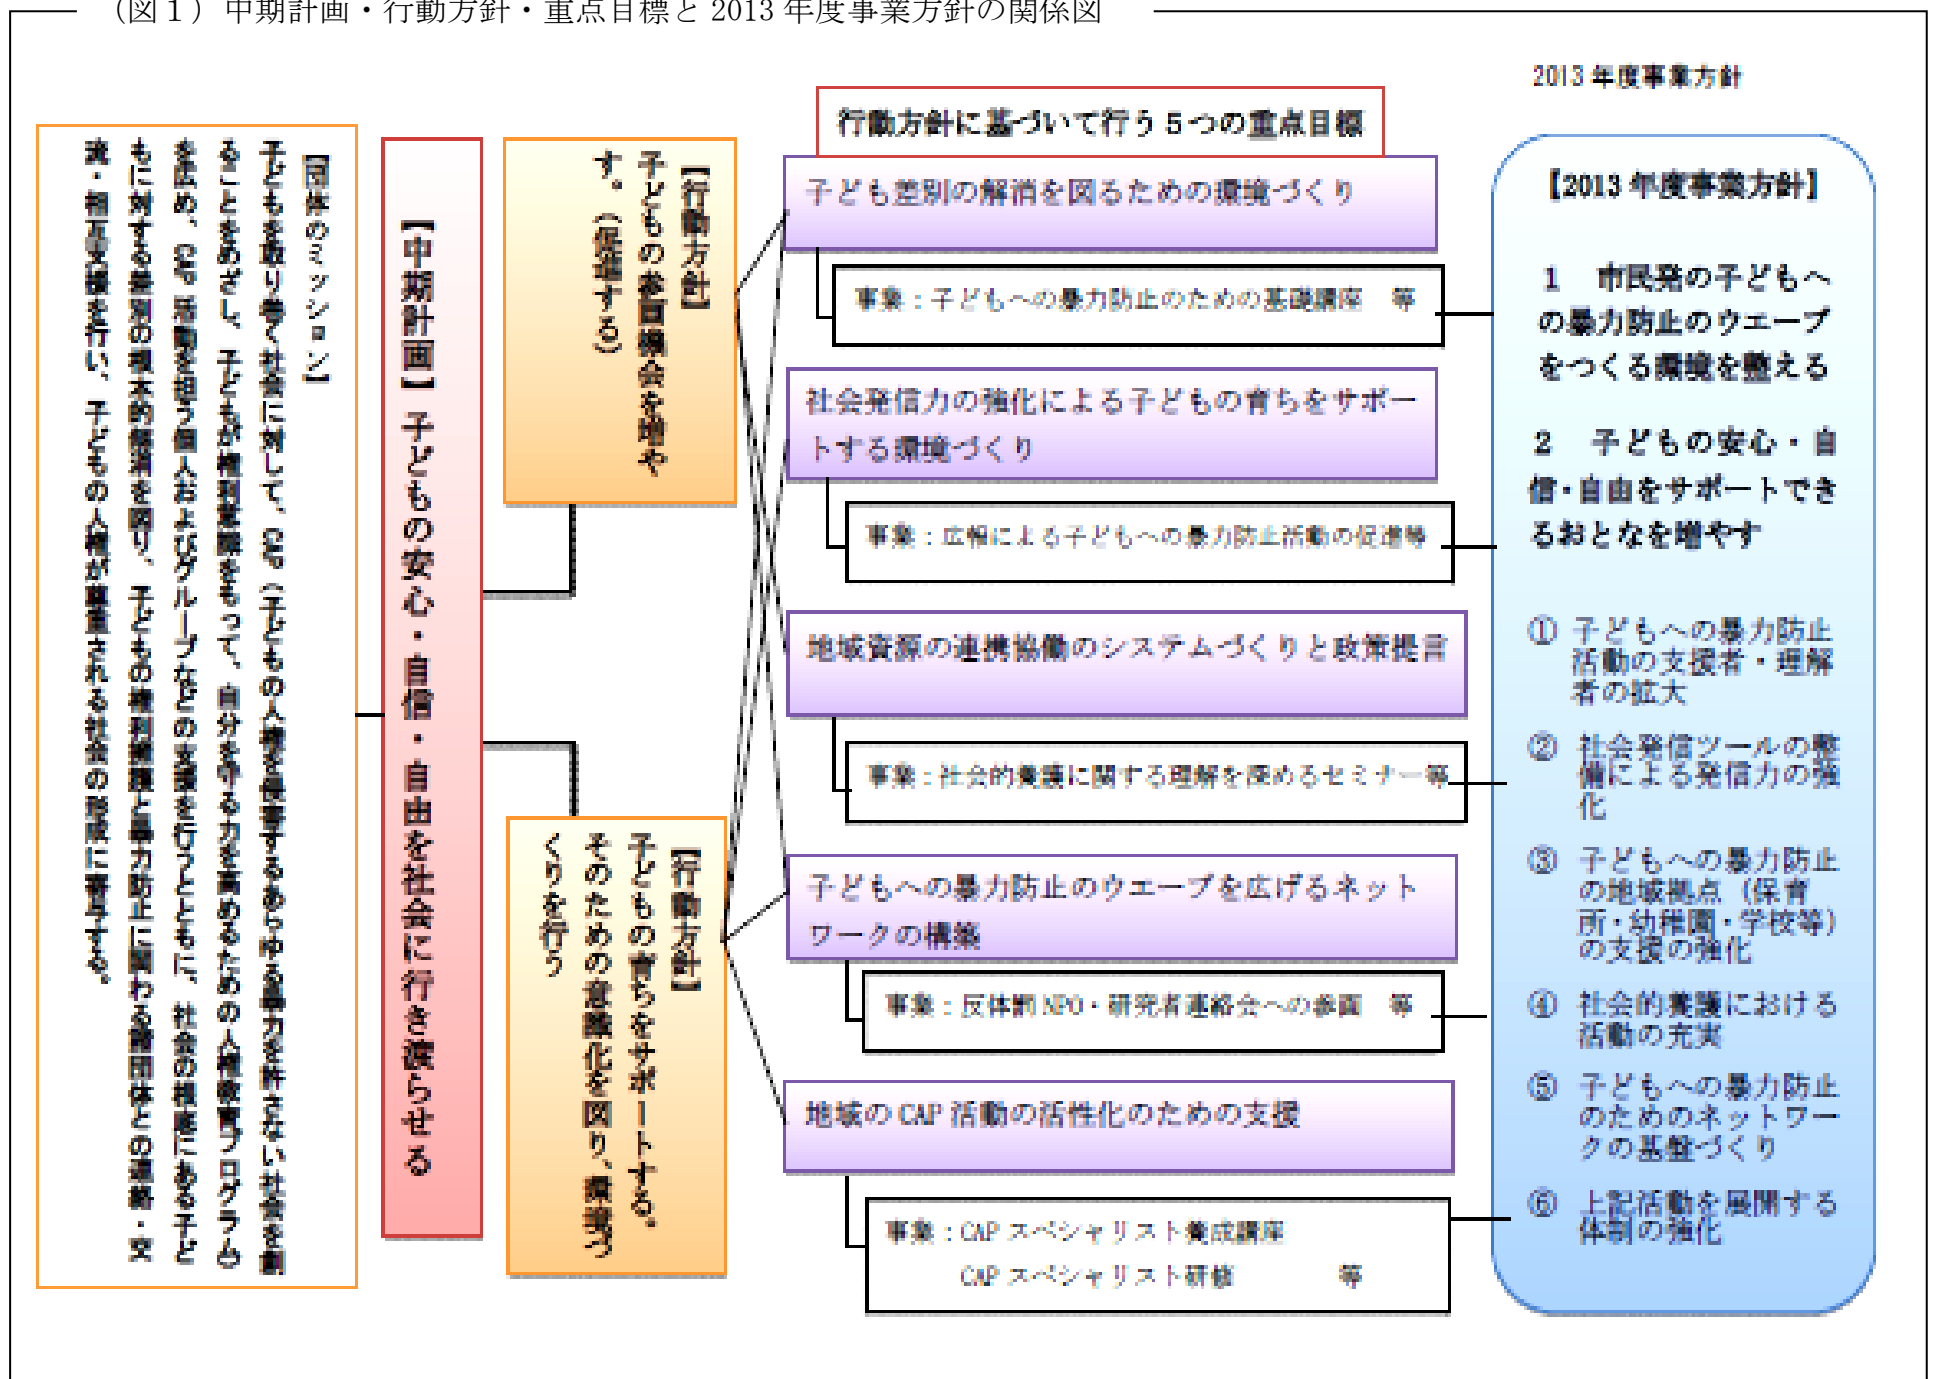 （図１）中期計画・行動方針・重点目標と 2013 年度事業方針の関係図
【団体のミッション】
子どもを取り巻く社会に対して、CAP（子どもの人権を侵害するあらゆる暴力を許さない社会を創
ることをめざし、子どもが権利意識をもって、自分を守る力を高めるための人権教育プログラム）
を広め、CAP 活動を担う個人およびグループなどの支援を行うとともに、社会の根底にある子ど
もに対する差別の根本的解消を図り、子どもの権利擁護と暴力防止に関わる諸団体との連絡・交
流・相互支援を行い、子どもの人権が尊重される社会の形成に寄与する。
【中期計画】子どもの安心・自信・自由を社会に行き渡らせる
【行動方針】
子どもの参画機会を増や
す。（促進する）
【行動方針】
子どもの育ちをサポートする。
そのための意識化を図り、環境づ
くりを行う
行動方針に基づいて行う５つの重点目標
子ども差別の解消を図るための環境づくり
事業：子どもへの暴力防止のための基礎講座　等
社会発信力の強化による子どもの育ちをサポー
トする環境づくり
事業：広報による子どもへの暴力防止活動の促進等
地域資源の連携協働のシステムづくりと政策提言
事業：社会的養護に関する理解を深めるセミナー等
子どもへの暴力防止のウエーブを広げるネット
ワークの構築
事業：反体罰 NPO・研究者連絡会への参画　等
地域の CAP 活動の活性化のための支援
事業：CAP スペシャリスト養成講座
CAP スペシャリスト研修　等
2013 年度事業方針
【2013 年度事業方針】
１　市民発の子どもへ
の暴力防止のウエーブ
をつくる環境を整える
２　子どもの安心・自
信・自由をサポートでき
るおとなを増やす
① 子どもへの暴力防止
活動の支援者・理解
者の拡大
② 社会発信ツールの整
備による発信力の強
化
③ 子どもへの暴力防止
の地域拠点（保育
所・幼稚園・学校等）
の支援の強化
④ 社会的養護における
活動の充実
⑤ 子どもへの暴力防止
のためのネットワー
クの基盤づくり
⑥ 上記活動を展開する
体制の強化